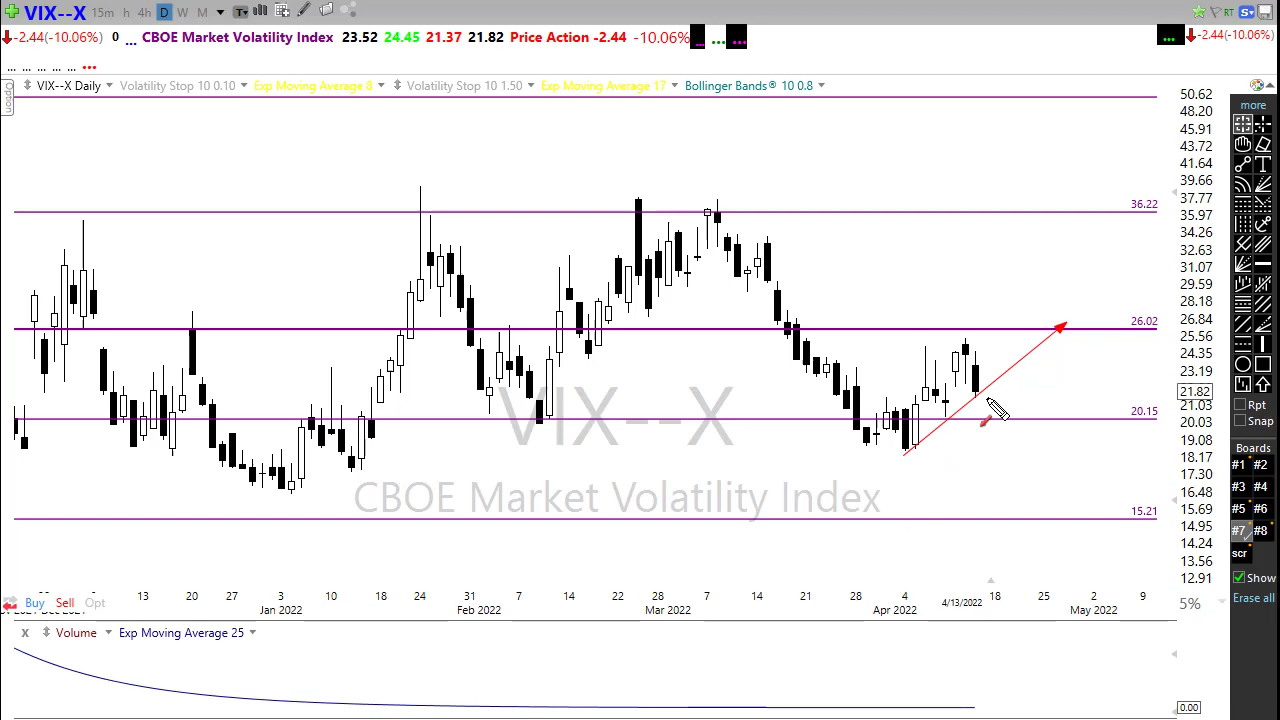 VIX--X 15m h 4h D W M T RT S
-2.44(-10.06%) 0 ... CBOE Market Volatility Index 23.52 24.45 21.37 21.82 Price Action -2.44 -10.06% ... ... ... ... -2.44(-10.06%)
... ... ... ... ...
Option
VIX--X Daily Volatility Stop 10 0.10 Exp Moving Average 8 Volatility Stop 10 1.50 Exp Moving Average 17 Bollinger Bands® 10 0.8
50.62
48.20
45.91
43.72
41.64
39.66
37.77
36.22
35.97
34.26
32.63
31.07
29.59
28.18
26.84
26.02
25.56
24.35
23.19
21.82
21.03
20.15
20.03
19.08
18.17
17.30
16.48
15.69
15.21
14.95
14.24
13.56
12.91
VIX--X
CBOE Market Volatility Index
13 20 27 3 10 18 24 31 7 14 22 28 7 14 21 28 4 4/13/2022 18 25 2 9
Jan 2022 Feb 2022 Mar 2022 Apr 2022 May 2022
Buy Sell Opt
5%
x Volume Exp Moving Average 25
0.00
more
T
Rpt
Vsp
Boards
#1 #2
#3 #4
#5 #6
#7 #8
scr
Show
Erase all